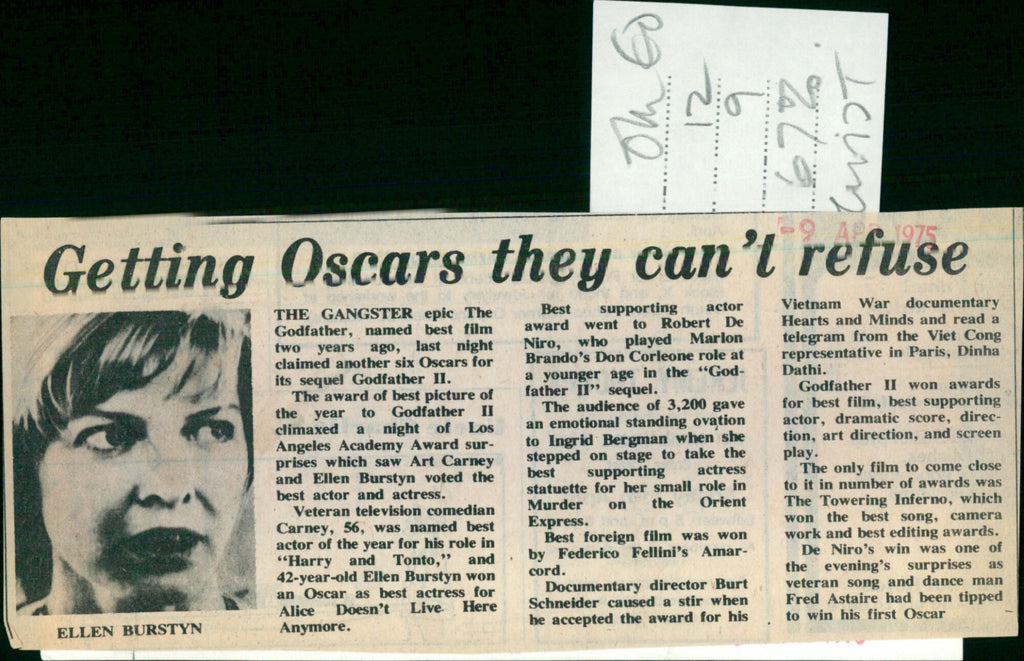 12
9
-9 1975
Getting Oscars they can't refuse
THE GANGSTER epic The
Godfather, named best film
two years ago, last night
claimed another six Oscars for
its sequel Godfather II.
The award of best picture of
the year to Godfather II
climaxed a night of Los
Angeles Academy Award sur-
prises which saw Art Carney
and Ellen Burstyn voted the
best actor and actress.
Veteran television comedian
Carney, 56, was named best
actor of the year for his role in
"Harry and Tonto," and
42-year-old Ellen Burstyn won
an Oscar as best actress for
Alice Doesn't Live Here
Anymore.
ELLEN BURSTYN
Best supporting actor
award went to Robert De
Niro, who played Marlon
Brando's Don Corleone role at
a younger age in the "God-
father II" sequel.
The audience of 3,200 gave
an emotional standing ovation
to Ingrid Bergman when she
stepped on stage to take the
best supporting actress
statuette for her small role in
Murder on the Orient
Express.
Best foreign film was won
by Federico Fellini's Amar-
cord.
Documentary director Burt
Schneider caused a stir when
he accepted the award for his
Vietnam War documentary
Hearts and Minds and read a
telegram from the Viet Cong
representative in Paris, Dinha
Dathi.
Godfather II won awards
for best film, best supporting
actor, dramatic score, direc-
tion, art direction, and screen
play.
The only film to come close
to it in number of awards was
The Towering Inferno, which
won the best song, camera
work and best editing awards.
De Niro's win was one of
the evening's surprises as
veteran song and dance man
Fred Astaire had been tipped
to win his first Oscar